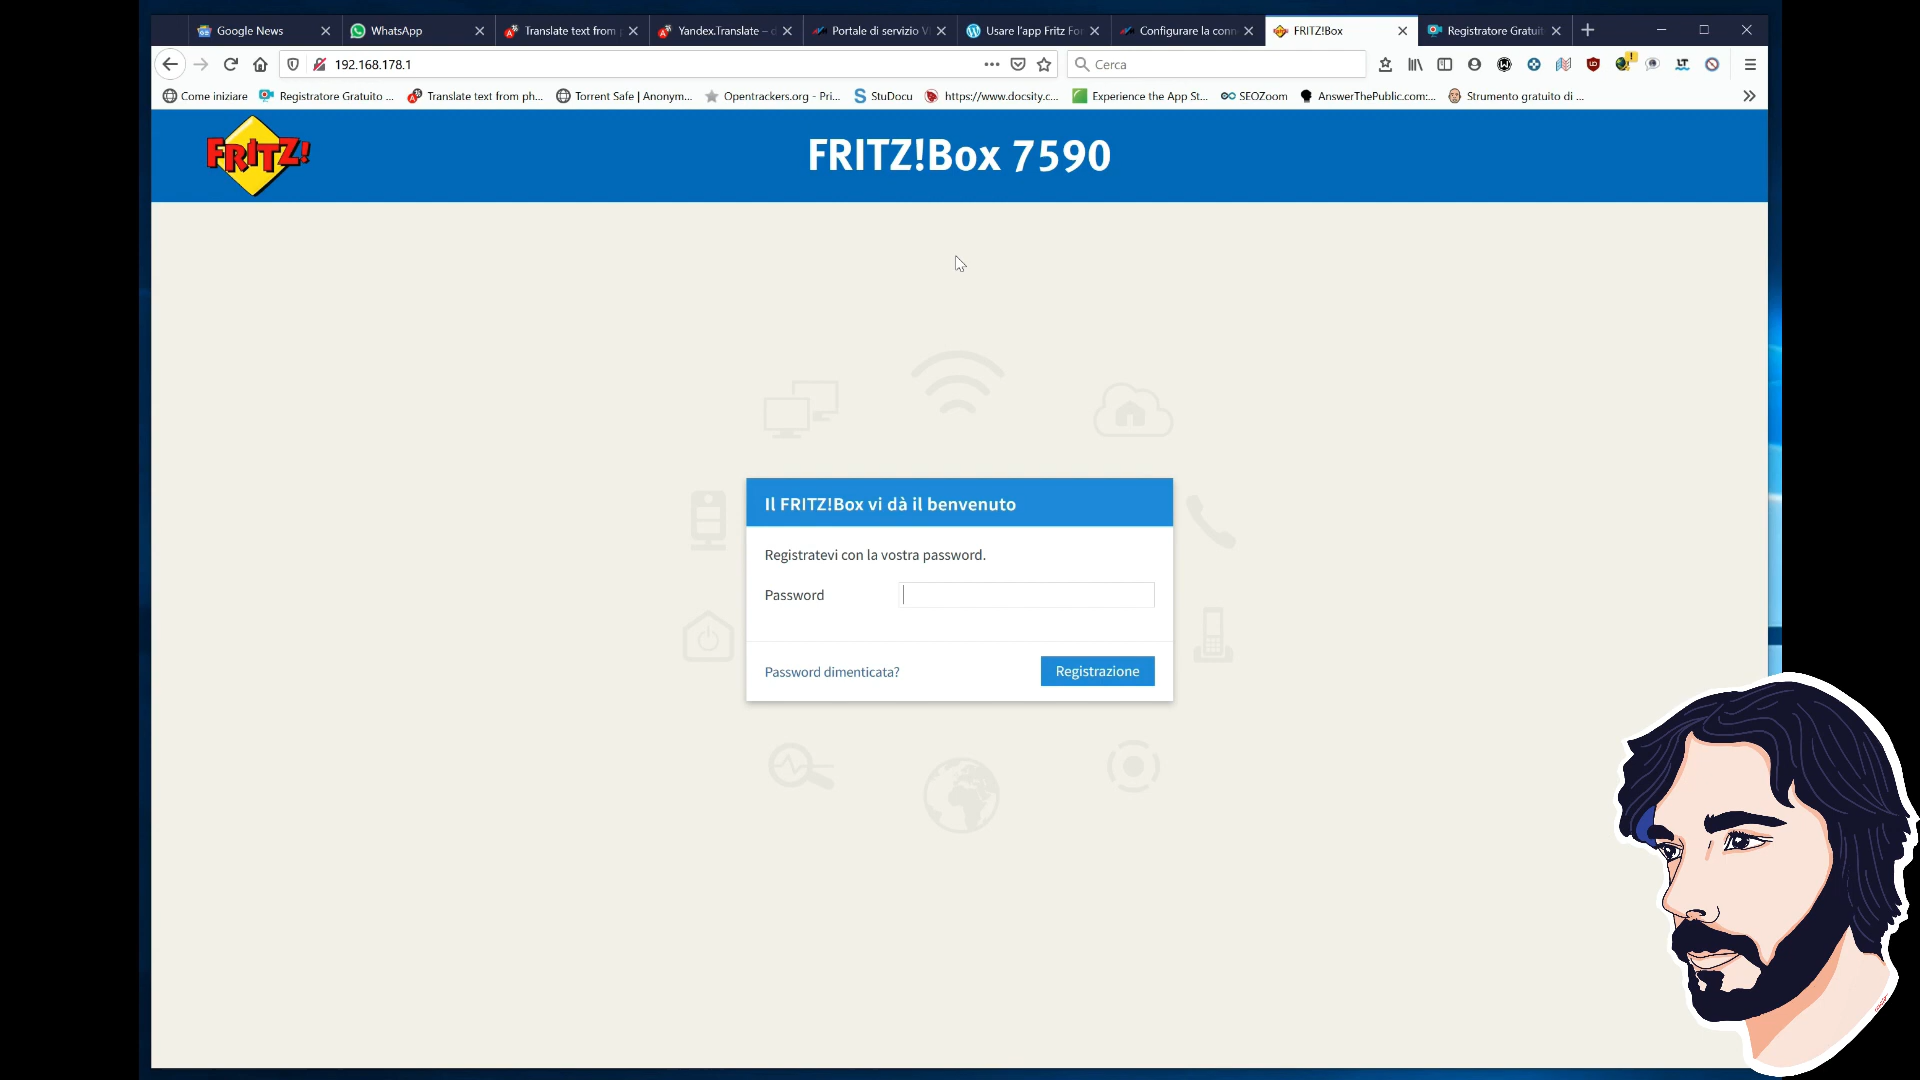 Google News
WhatsApp
Translate text from
Yandex.Translate –
Portale di servizio
Usare l'app Fritz
Configurare la
FRITZ!Box
Registratore Gratuit
192.168.178.1
Cerca
Come iniziare
Registratore Gratuito ...
Translate text from ph...
Torrent Safe | Anonym...
Opentrackers.org - Pri...
StuDocu
https://www.docsity.c...
Experience the App St...
SEOZoom
AnswerThePublic.com:...
Strumento gratuito di ...
FRITZ!
FRITZ!Box 7590
Il FRITZ!Box vi dà il benvenuto
Registratevi con la vostra password.
Password
Password dimenticata?
Registrazione